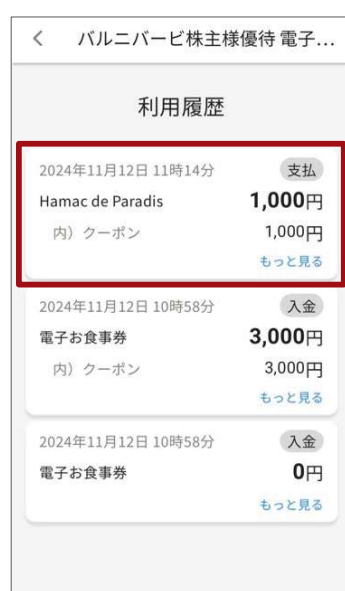 バルニバービ株主様優待 電子…
利用履歴
2024年11月12日 11時14分 支払
Hamac de Paradis 1,000円
内）クーポン 1,000円
もっと見る
2024年11月12日 10時58分 入金
電子お食事券 3,000円
内）クーポン 3,000円
もっと見る
2024年11月12日 10時58分 入金
電子お食事券 0円
もっと見る